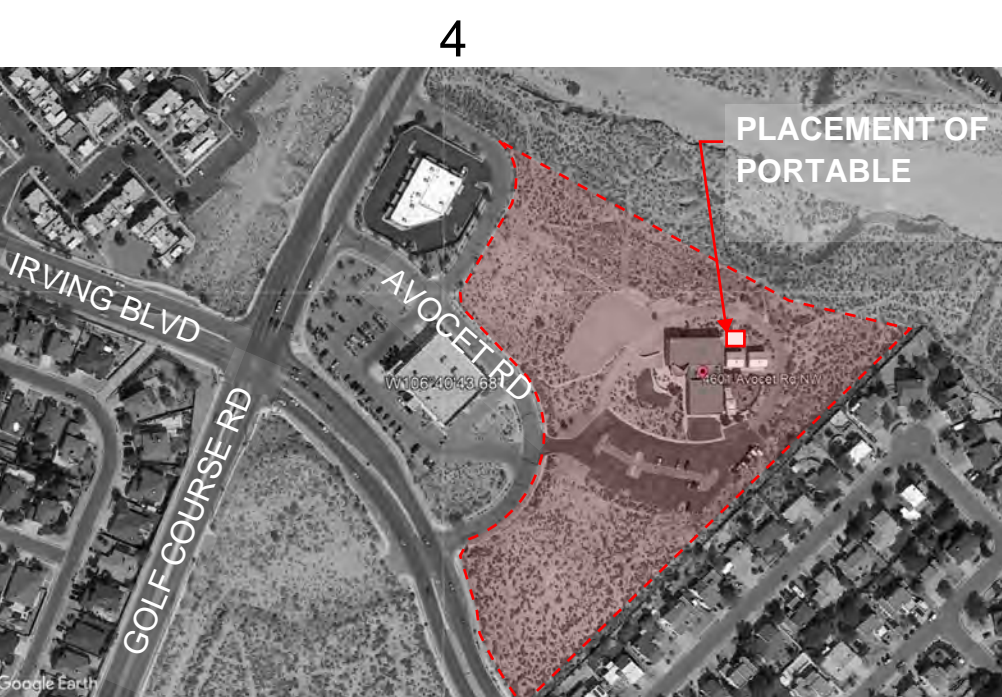 4
PLACEMENT OF
PORTABLE
IRVING BLVD
AVOCET RD
W106°40'43.68"
4601 Avocet Rd NW
GOLF COURSE RD
Google Earth